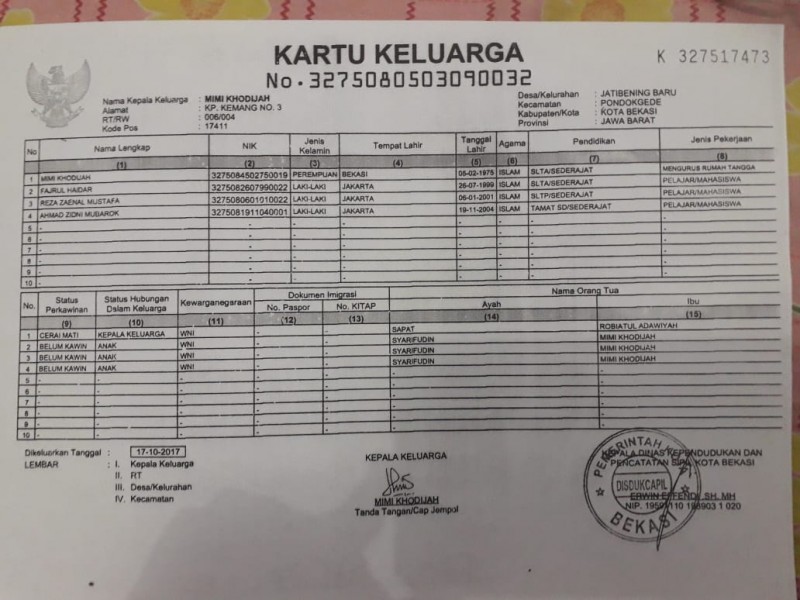 KARTU KELUARGA
No. 3275080503090032
K 327517473
Nama Kepala Keluarga : MIMI KHODIJAH
Alamat : KP. KEMANG NO. 3
RT/RW : 006/004
Kode Pos : 17411
Desa/Kelurahan : JATIBENING BARU
Kecamatan : PONDOKGEDE
Kabupaten/Kota : KOTA BEKASI
Provinsi : JAWA BARAT
No Nama Lengkap NIK Jenis Kelamin Tempat Lahir Tanggal Lahir Agama Pendidikan Jenis Pekerjaan
(1) (2) (3) (4) (5) (6) (7) (8)
1 MIMI KHODIJAH 3275084502750019 PEREMPUAN BEKASI 05-02-1975 ISLAM SLTA/SEDERAJAT MENGURUS RUMAH TANGGA
2 FAJRUL HAIDAR 3275082607990022 LAKI-LAKI JAKARTA 26-07-1899 ISLAM SLTA/SEDERAJAT PELAJAR/MAHASISWA
3 REZA ZAENAL MUSTAFA 3275080601010022 LAKI-LAKI JAKARTA 06-01-2001 ISLAM SLTP/SEDERAJAT PELAJAR/MAHASISWA
4 AHMAD ZIDNI MUBAROK 3275081911040001 LAKI-LAKI JAKARTA 19-11-2004 ISLAM TAMAT SD/SEDERAJAT PELAJAR/MAHASISWA
5 - - - - - - - -
6 - - - - - - - -
7 - - - - - - - -
8 - - - - - - - -
9 - - - - - - - -
10 - - - - - - - -
No. Status Perkawinan Status Hubungan Dalam Keluarga Kewarganegaraan Dokumen Imigrasi Nama Orang Tua
No. Paspor No. KITAP Ayah Ibu
(9) (10) (11) (12) (13) (14) (15)
1 CERAI MATI KEPALA KELUARGA WNI - - SAPAT ROBIATUL ADAWIYAH
2 BELUM KAWIN ANAK WNI - - SYARIFUDIN MIMI KHODIJAH
3 BELUM KAWIN ANAK WNI - - SYARIFUDIN MIMI KHODIJAH
4 BELUM KAWIN ANAK WNI - - SYARIFUDIN MIMI KHODIJAH
5 - - - - - - -
6 - - - - - - -
7 - - - - - - -
8 - - - - - - -
9 - - - - - - -
10 - - - - - - -
Dikeluarkan Tanggal : 17-10-2017
LEMBAR : I. Kepala Keluarga
II. RT
III. Desa/Kelurahan
IV. Kecamatan
KEPALA KELUARGA
MIMI KHODIJAH
Tanda Tangan/Cap Jempol
KEPALA DINAS KEPENDUDUKAN DAN
PENCATATAN SIPIL KOTA BEKASI
PEMERINTAH KOTA
DISDUKCAPIL
BEKASI
ERWIN EFFENDI, SH, MH
NIP. 1 020